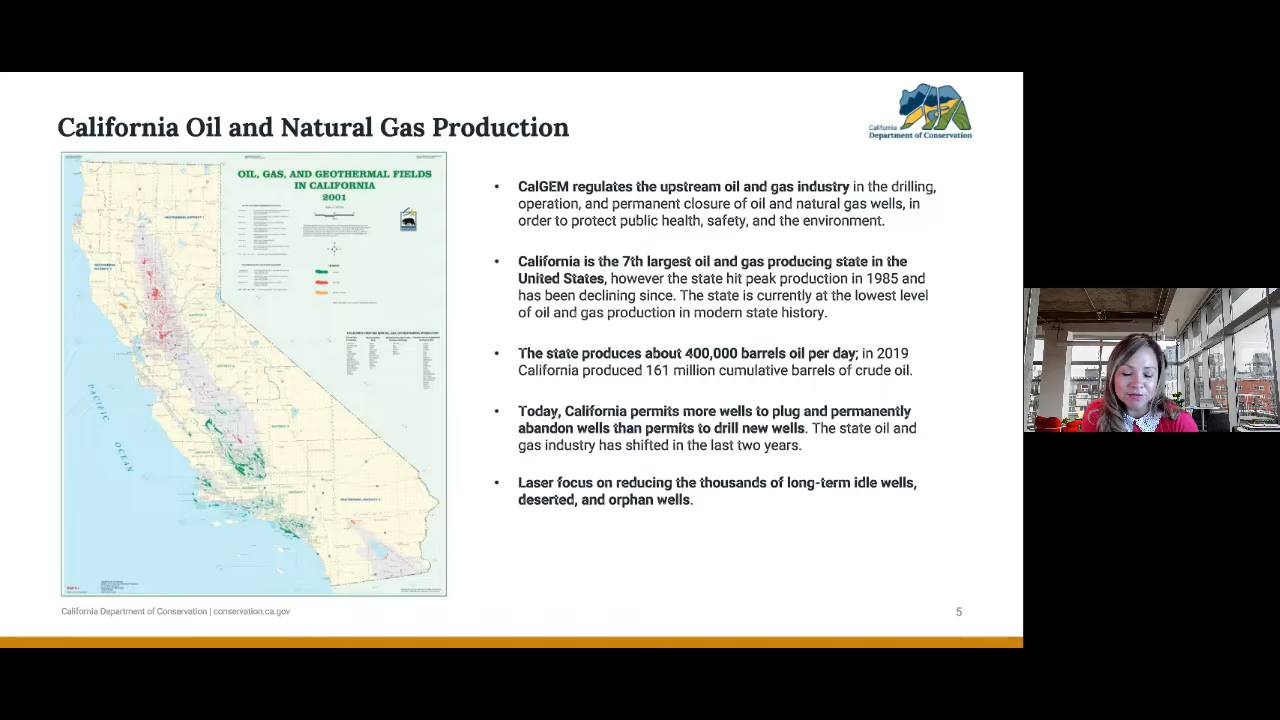 California Oil and Natural Gas Production
California
Department of Conservation
OIL, GAS, AND GEOTHERMAL FIELDS
IN CALIFORNIA
2001
PACIFIC OCEAN
• CalGEM regulates the upstream oil and gas industry in the drilling,
operation, and permanent closure of oil and natural gas wells, in
order to protect public health, safety, and the environment.
• California is the 7th largest oil and gas producing state in the
United States, however the state hit peak production in 1985 and
has been declining since. The state is currently at the lowest level
of oil and gas production in modern state history.
• The state produces about 400,000 barrels oil per day; in 2019
California produced 161 million cumulative barrels of crude oil.
• Today, California permits more wells to plug and permanently
abandon wells than permits to drill new wells. The state oil and
gas industry has shifted in the last two years.
• Laser focus on reducing the thousands of long-term idle wells,
deserted, and orphan wells.
California Department of Conservation | conservation.ca.gov
5